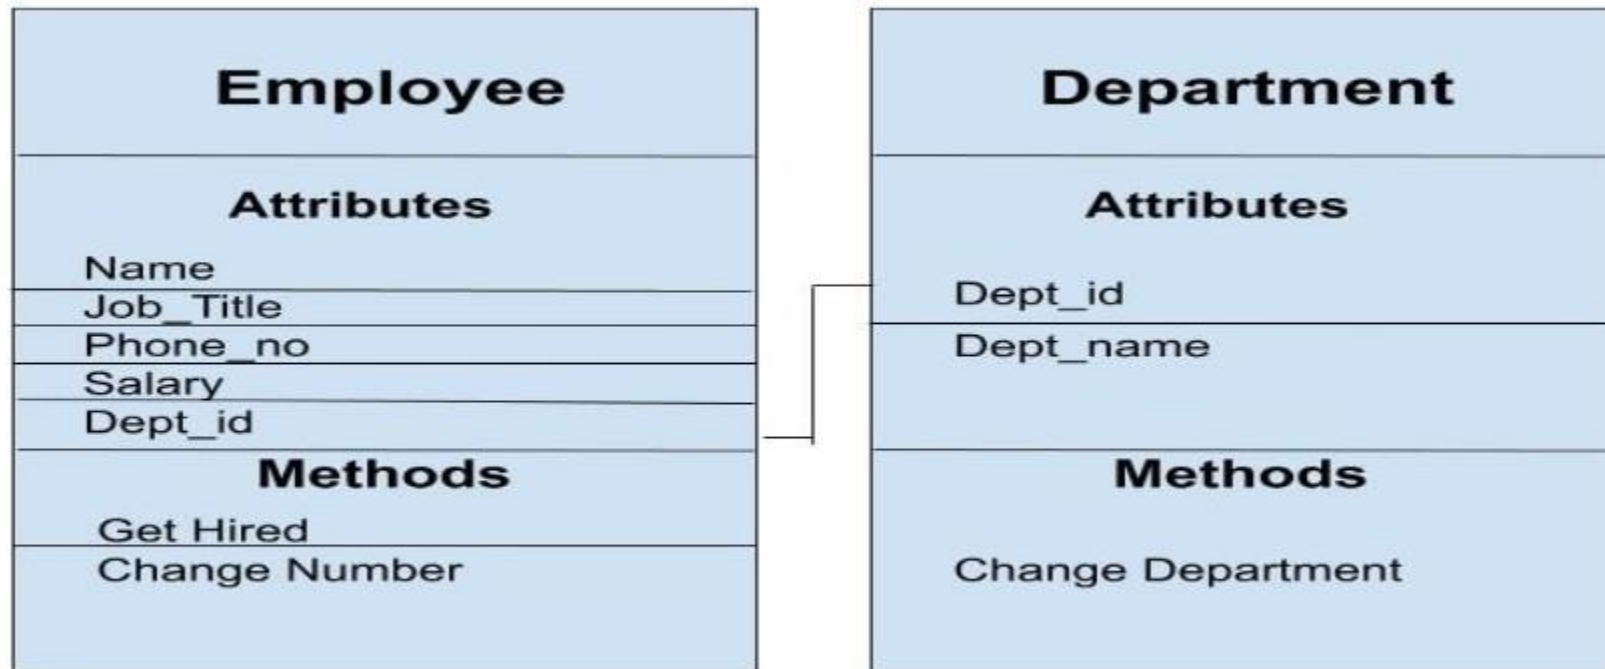 Employee
Attributes
Name
Job_Title
Phone_no
Salary
Dept_id
Methods
Get Hired
Change Number
Department
Attributes
Dept_id
Dept_name
Methods
Change Department